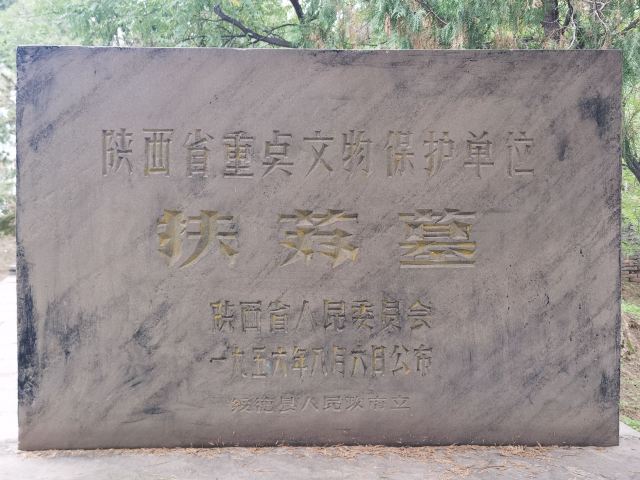 陕西省重点文物保护单位
扶苏墓
陕西省人民委员会
一九五六年八月六日公布
绥德县人民政府立